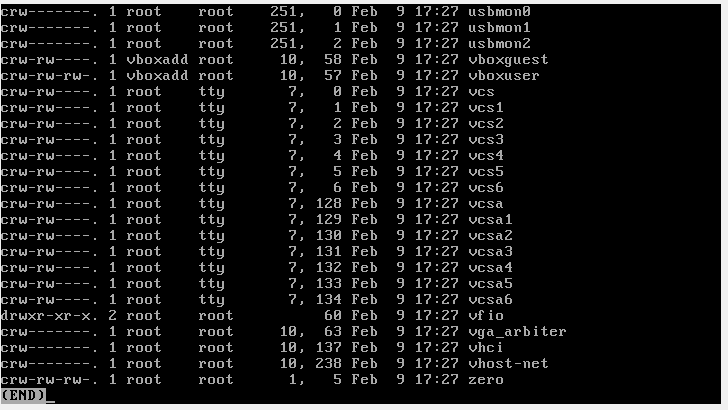 crw-------. 1 root    root    251,   0 Feb  9 17:27 usbmon0
crw-------. 1 root    root    251,   1 Feb  9 17:27 usbmon1
crw-------. 1 root    root    251,   2 Feb  9 17:27 usbmon2
crw-rw----. 1 vboxadd root     10,  58 Feb  9 17:27 vboxguest
crw-rw-rw-. 1 vboxadd root     10,  57 Feb  9 17:27 vboxuser
crw-rw----. 1 root    tty       7,   0 Feb  9 17:27 vcs
crw-rw----. 1 root    tty       7,   1 Feb  9 17:27 vcs1
crw-rw----. 1 root    tty       7,   2 Feb  9 17:27 vcs2
crw-rw----. 1 root    tty       7,   3 Feb  9 17:27 vcs3
crw-rw----. 1 root    tty       7,   4 Feb  9 17:27 vcs4
crw-rw----. 1 root    tty       7,   5 Feb  9 17:27 vcs5
crw-rw----. 1 root    tty       7,   6 Feb  9 17:27 vcs6
crw-rw----. 1 root    tty       7, 128 Feb  9 17:27 vcsa
crw-rw----. 1 root    tty       7, 129 Feb  9 17:27 vcsa1
crw-rw----. 1 root    tty       7, 130 Feb  9 17:27 vcsa2
crw-rw----. 1 root    tty       7, 131 Feb  9 17:27 vcsa3
crw-rw----. 1 root    tty       7, 132 Feb  9 17:27 vcsa4
crw-rw----. 1 root    tty       7, 133 Feb  9 17:27 vcsa5
crw-rw----. 1 root    tty       7, 134 Feb  9 17:27 vcsa6
drwxr-xr-x. 2 root    root          60 Feb  9 17:27 vfio
crw-------. 1 root    root     10,  63 Feb  9 17:27 vga_arbiter
crw-------. 1 root    root     10, 137 Feb  9 17:27 vhci
crw-------. 1 root    root     10, 238 Feb  9 17:27 vhost-net
crw-rw-rw-. 1 root    root      1,   5 Feb  9 17:27 zero
(END)